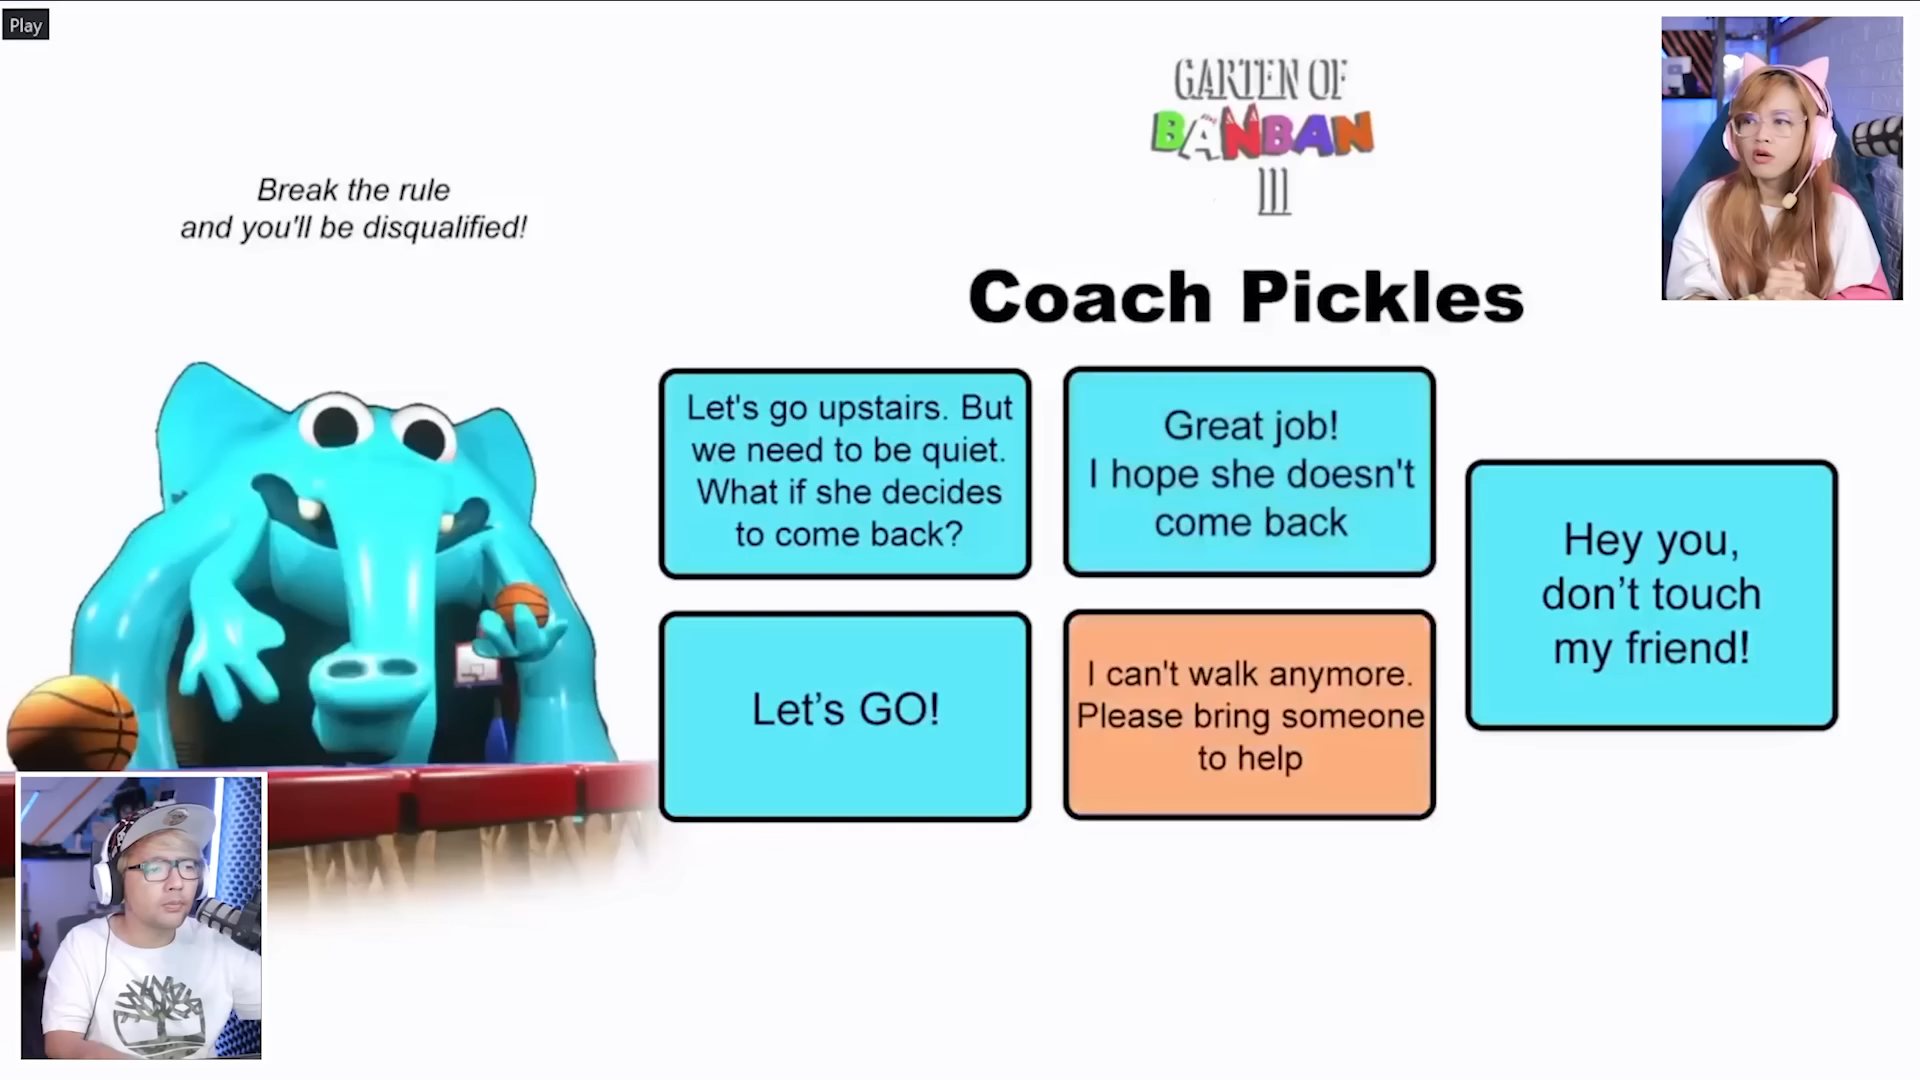 Play
GARTEN OF
BANBAN
III
Break the rule
and you'll be disqualified!
Coach Pickles
Let's go upstairs. But
we need to be quiet.
What if she decides
to come back?
Great job!
I hope she doesn't
come back
Hey you,
don’t touch
my friend!
Let’s GO!
I can't walk anymore.
Please bring someone
to help